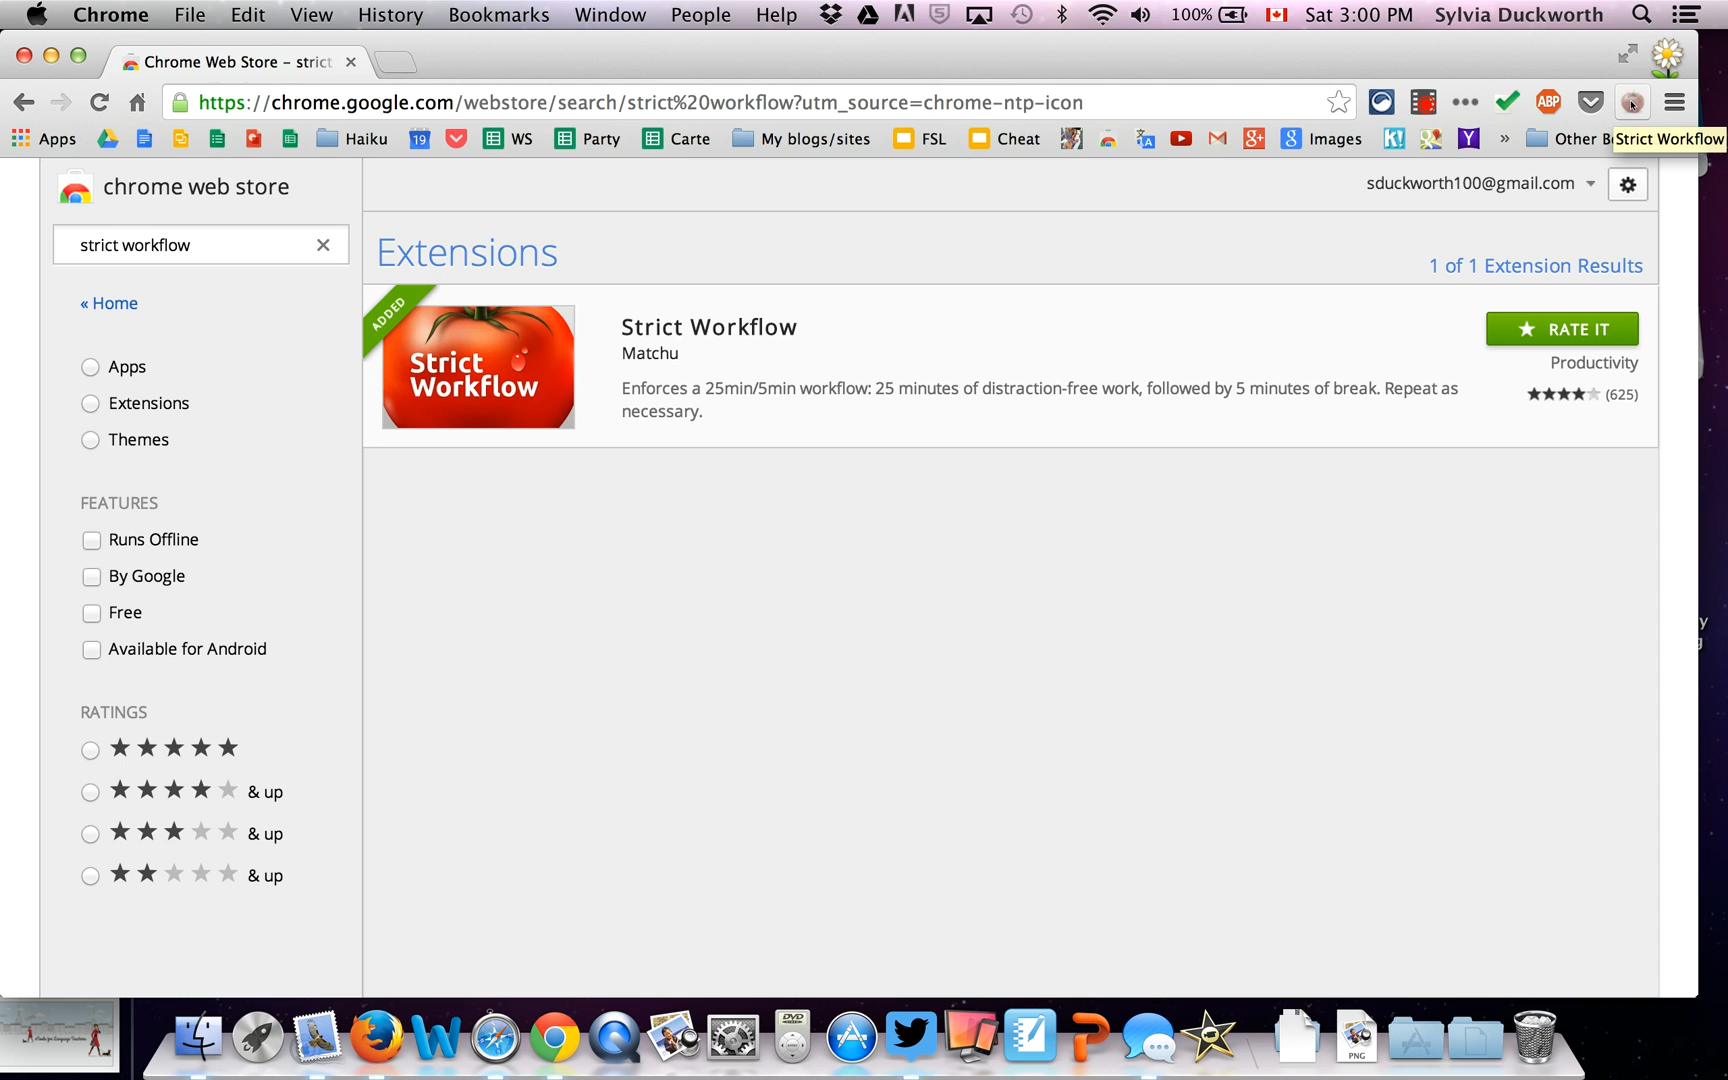 Chrome File Edit View History Bookmarks Window People Help 100% Sat 3:00 PM Sylvia Duckworth
Chrome Web Store – strict
https://chrome.google.com/webstore/search/strict%20workflow?utm_source=chrome-ntp-icon
ABP
Apps Haiku 19 WS Party Carte My blogs/sites FSL Cheat Images K! Y » Other B
Strict Workflow
chrome web store
sduckworth100@gmail.com
strict workflow
Extensions
1 of 1 Extension Results
« Home
ADDED
Strict
Workflow
Strict Workflow
Matchu
Enforces a 25min/5min workflow: 25 minutes of distraction-free work, followed by 5 minutes of break. Repeat as
necessary.
RATE IT
Productivity
(625)
Apps
Extensions
Themes
FEATURES
Runs Offline
By Google
Free
Available for Android
RATINGS
& up
& up
& up
DVD
PNG